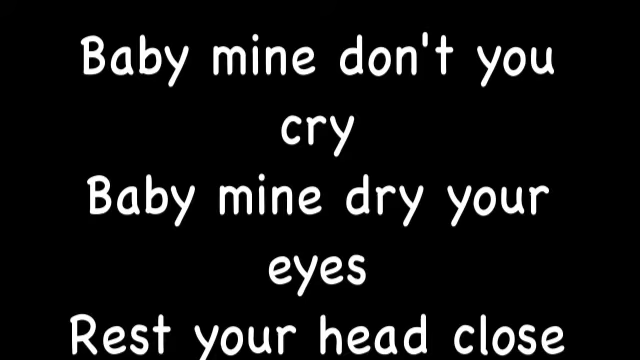 Baby mine don't you
cry
Baby mine dry your
eyes
Rest your head close